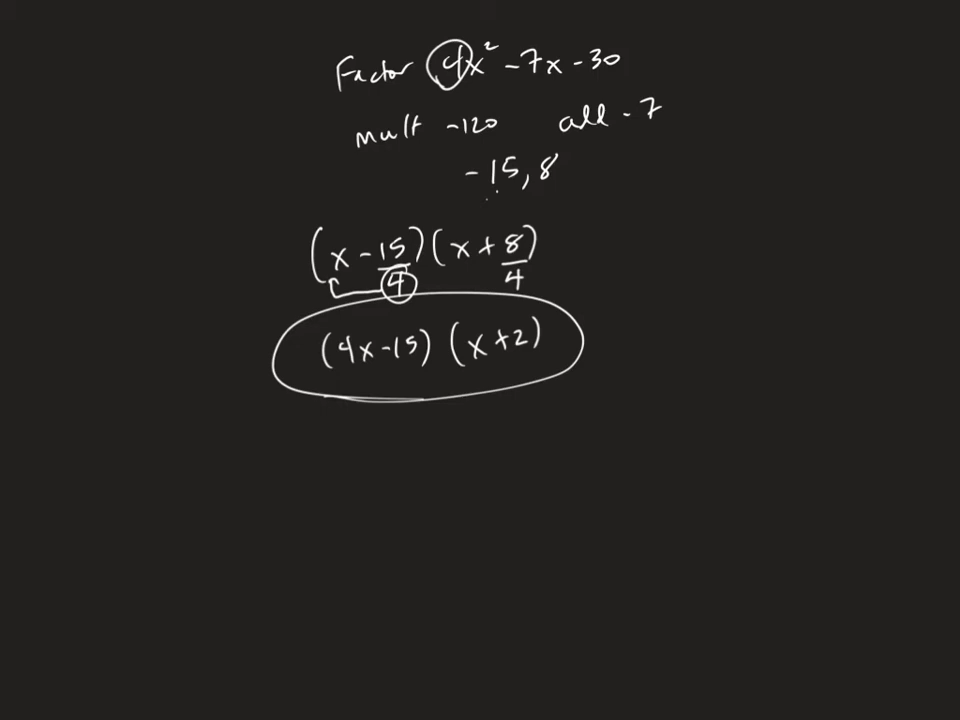 Factor 4x² - 7x - 30
mult -120 add -7
-15, 8
(x - 15/4)(x + 8/4)
(4x - 15) (x + 2)